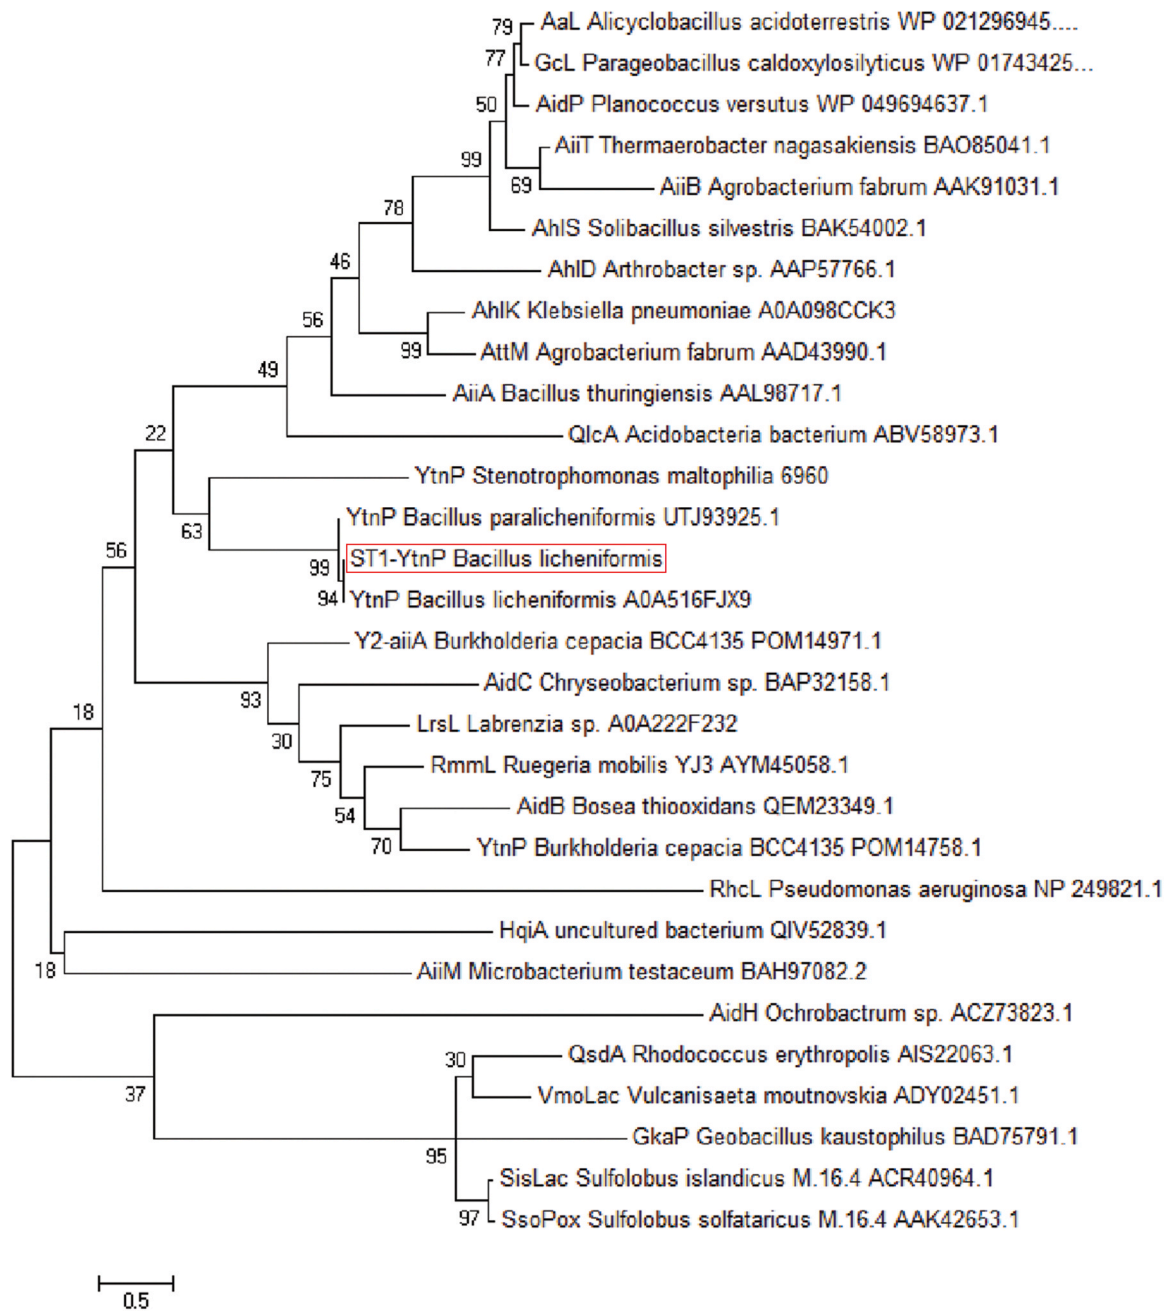 79
AaL Alicyclobacillus acidoterrestris WP 021296945....
77
GcL Parageobacillus caldoxylosilyticus WP 01743425...
50
AidP Planococcus versutus WP 049694637.1
AiiT Thermaerobacter nagasakiensis BAO85041.1
99
69
AiiB Agrobacterium fabrum AAK91031.1
78
AhlS Solibacillus silvestris BAK54002.1
46
AhlD Arthrobacter sp. AAP57766.1
AhlK Klebsiella pneumoniae A0A098CCK3
56
99
AttM Agrobacterium fabrum AAD43990.1
49
AiiA Bacillus thuringiensis AAL98717.1
22
QlcA Acidobacteria bacterium ABV58973.1
YtnP Stenotrophomonas maltophilia 6960
63
YtnP Bacillus paralicheniformis UTJ93925.1
56
99
ST1-YtnP Bacillus licheniformis
94
YtnP Bacillus licheniformis A0A516FJX9
Y2-aiiA Burkholderia cepacia BCC4135 POM14971.1
93
AidC Chryseobacterium sp. BAP32158.1
18
30
LrsL Labrenzia sp. A0A222F232
75
RmmL Ruegeria mobilis YJ3 AYM45058.1
54
AidB Bosea thiooxidans QEM23349.1
70
YtnP Burkholderia cepacia BCC4135 POM14758.1
RhcL Pseudomonas aeruginosa NP 249821.1
HqiA uncultured bacterium QIV52839.1
18
AiiM Microbacterium testaceum BAH97082.2
AidH Ochrobactrum sp. ACZ73823.1
30
QsdA Rhodococcus erythropolis AIS22063.1
37
VmoLac Vulcanisaeta moutnovskia ADY02451.1
95
GkaP Geobacillus kaustophilus BAD75791.1
SisLac Sulfolobus islandicus M.16.4 ACR40964.1
97
SsoPox Sulfolobus solfataricus M.16.4 AAK42653.1
0.5